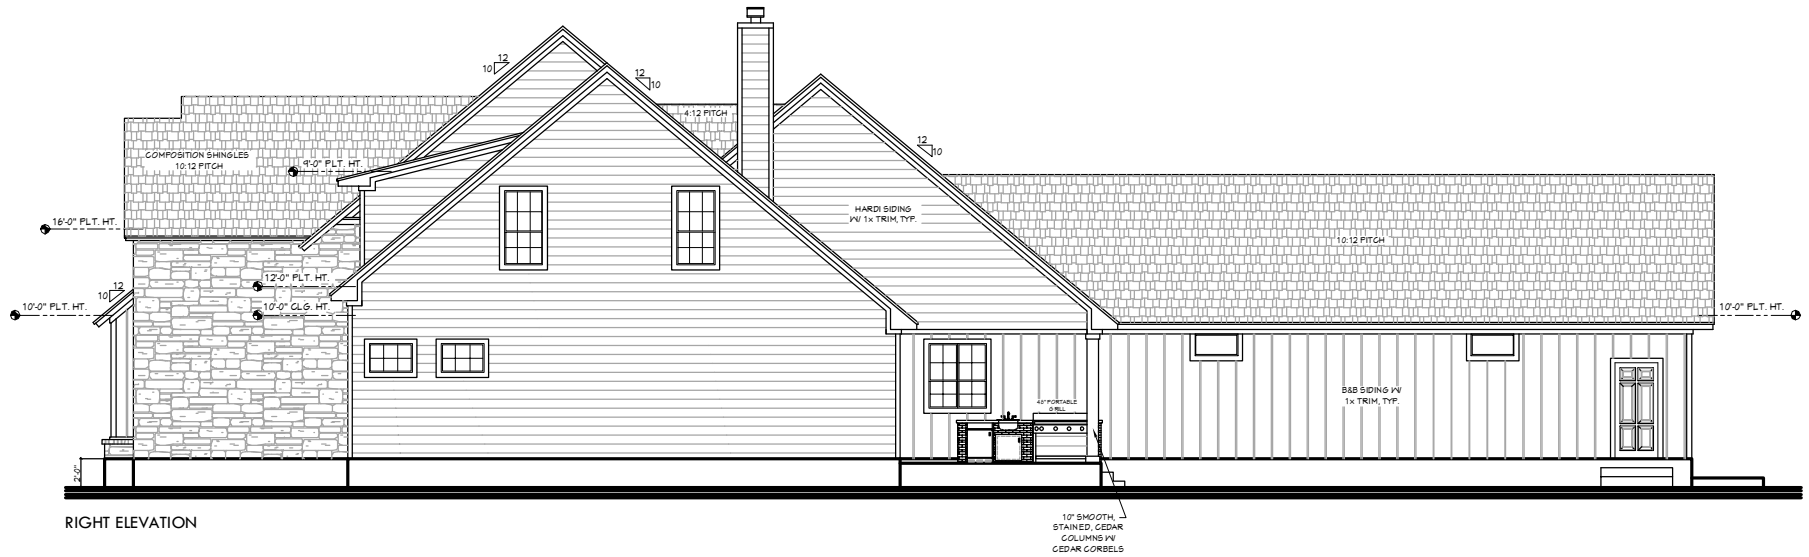 12
10
12
10
4:12 PITCH
12
10
COMPOSITION SHINGLES
10:12 PITCH
9'-0" PLT. HT.
16'-0" PLT. HT.
HARDI SIDING
W/ 1x TRIM, TYP.
10:12 PITCH
12'-0" PLT. HT.
12
10
10'-0" PLT. HT.
10'-0" CLG. HT.
10'-0" PLT. HT.
B&B SIDING W/
1x TRIM, TYP.
48" PORTABLE
GRILL
2'-0"
RIGHT ELEVATION
10" SMOOTH,
STAINED, CEDAR
COLUMNS W/
CEDAR CORBELS